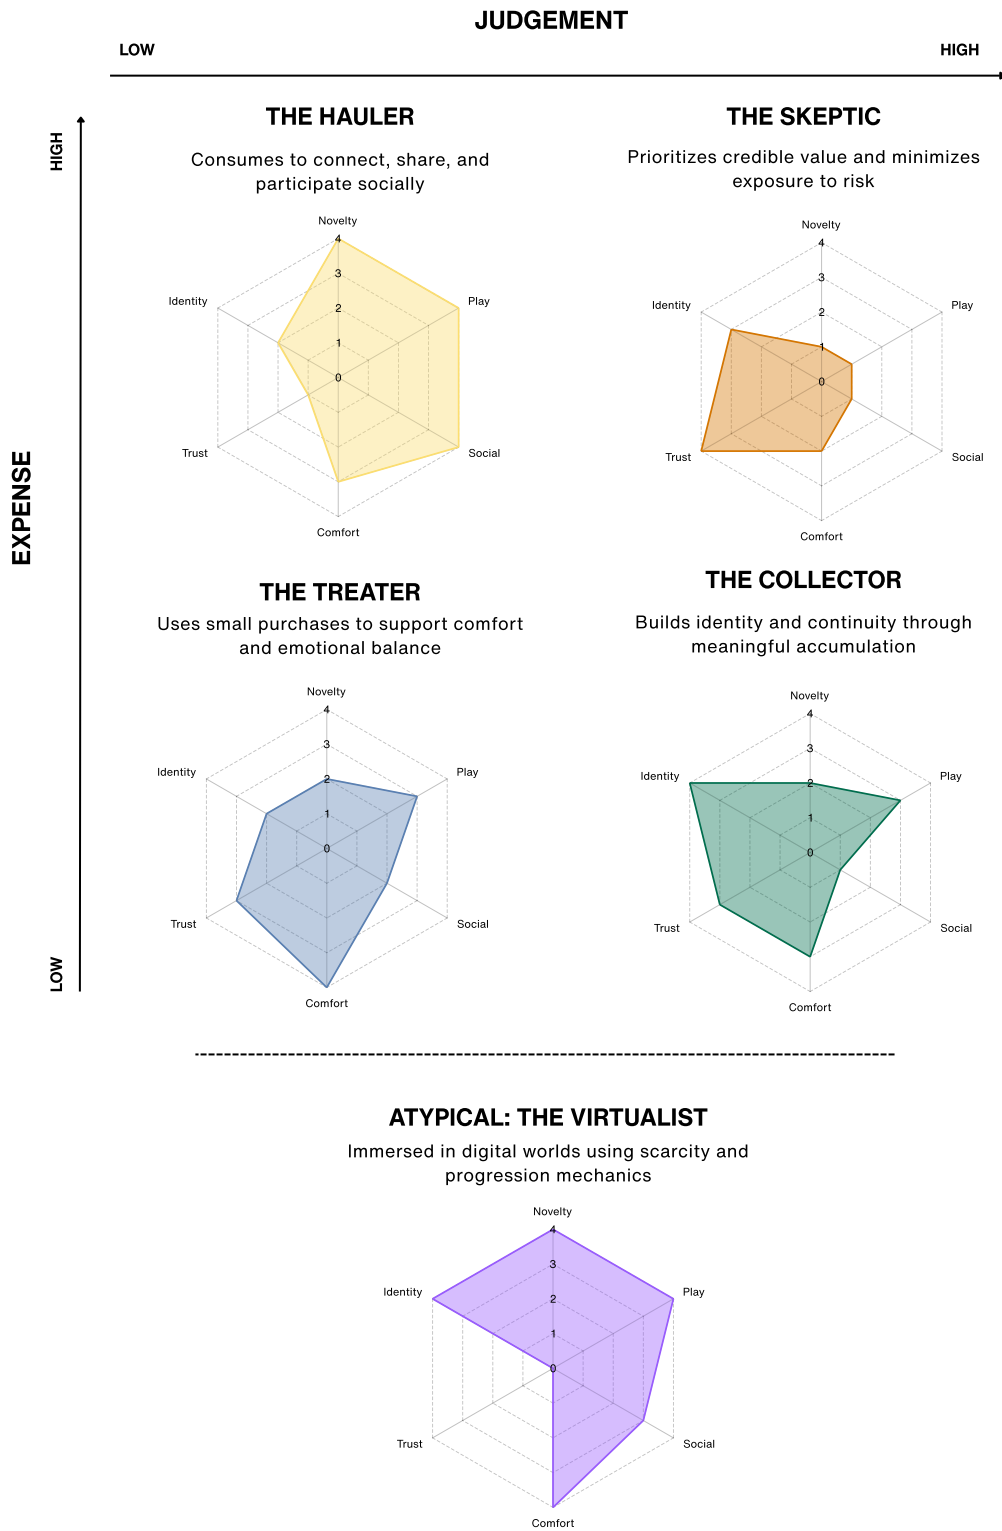 JUDGEMENT
LOW
HIGH
EXPENSE
HIGH
LOW
THE HAULER
Consumes to connect, share, and
participate socially
Novelty
4
3
2
1
0
Play
Social
Comfort
Trust
Identity
THE SKEPTIC
Prioritizes credible value and minimizes
exposure to risk
Novelty
4
3
2
1
0
Play
Social
Comfort
Trust
Identity
THE TREATER
Uses small purchases to support comfort
and emotional balance
Novelty
4
3
2
1
0
Play
Social
Comfort
Trust
Identity
THE COLLECTOR
Builds identity and continuity through
meaningful accumulation
Novelty
4
3
2
1
0
Play
Social
Comfort
Trust
Identity
ATYPICAL: THE VIRTUALIST
Immersed in digital worlds using scarcity and
progression mechanics
Novelty
4
3
2
1
0
Play
Social
Comfort
Trust
Identity